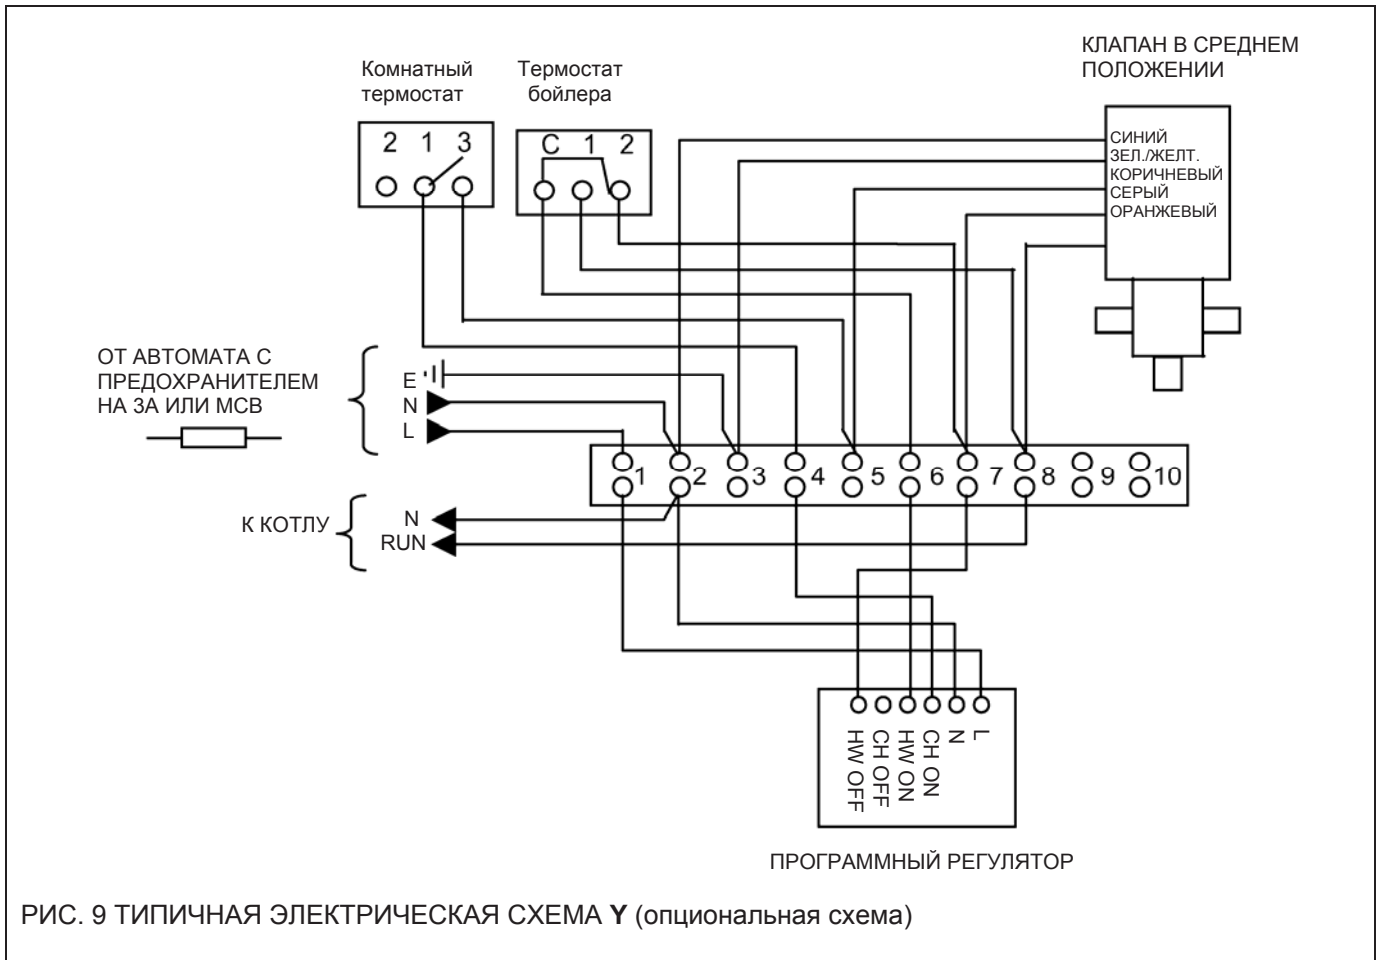 КЛАПАН В СРЕДНЕМ
ПОЛОЖЕНИИ
Комнатный
термостат
Термостат
бойлера
2 1 3
C 1 2
СИНИЙ
ЗЕЛ./ЖЕЛТ.
КОРИЧНЕВЫЙ
СЕРЫЙ
ОРАНЖЕВЫЙ
ОТ АВТОМАТА С
ПРЕДОХРАНИТЕЛЕМ
НА 3А ИЛИ МСВ
E
N
L
1 2 3 4 5 6 7 8 9 10
К КОТЛУ
N
RUN
HW OFF
CH OFF
HW ON
CH ON
N
L
ПРОГРАММНЫЙ РЕГУЛЯТОР
РИС. 9 ТИПИЧНАЯ ЭЛЕКТРИЧЕСКАЯ СХЕМА Y (опциональная схема)